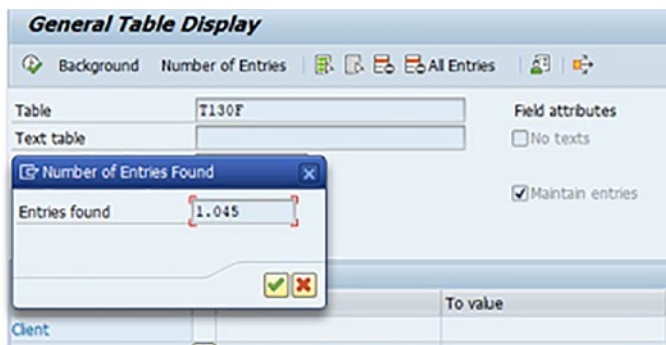 General Table Display
Background Number of Entries All Entries
Table T130F Field attributes
Text table No texts
Number of Entries Found
Maintain entries
Entries found 1.045
To value
Client